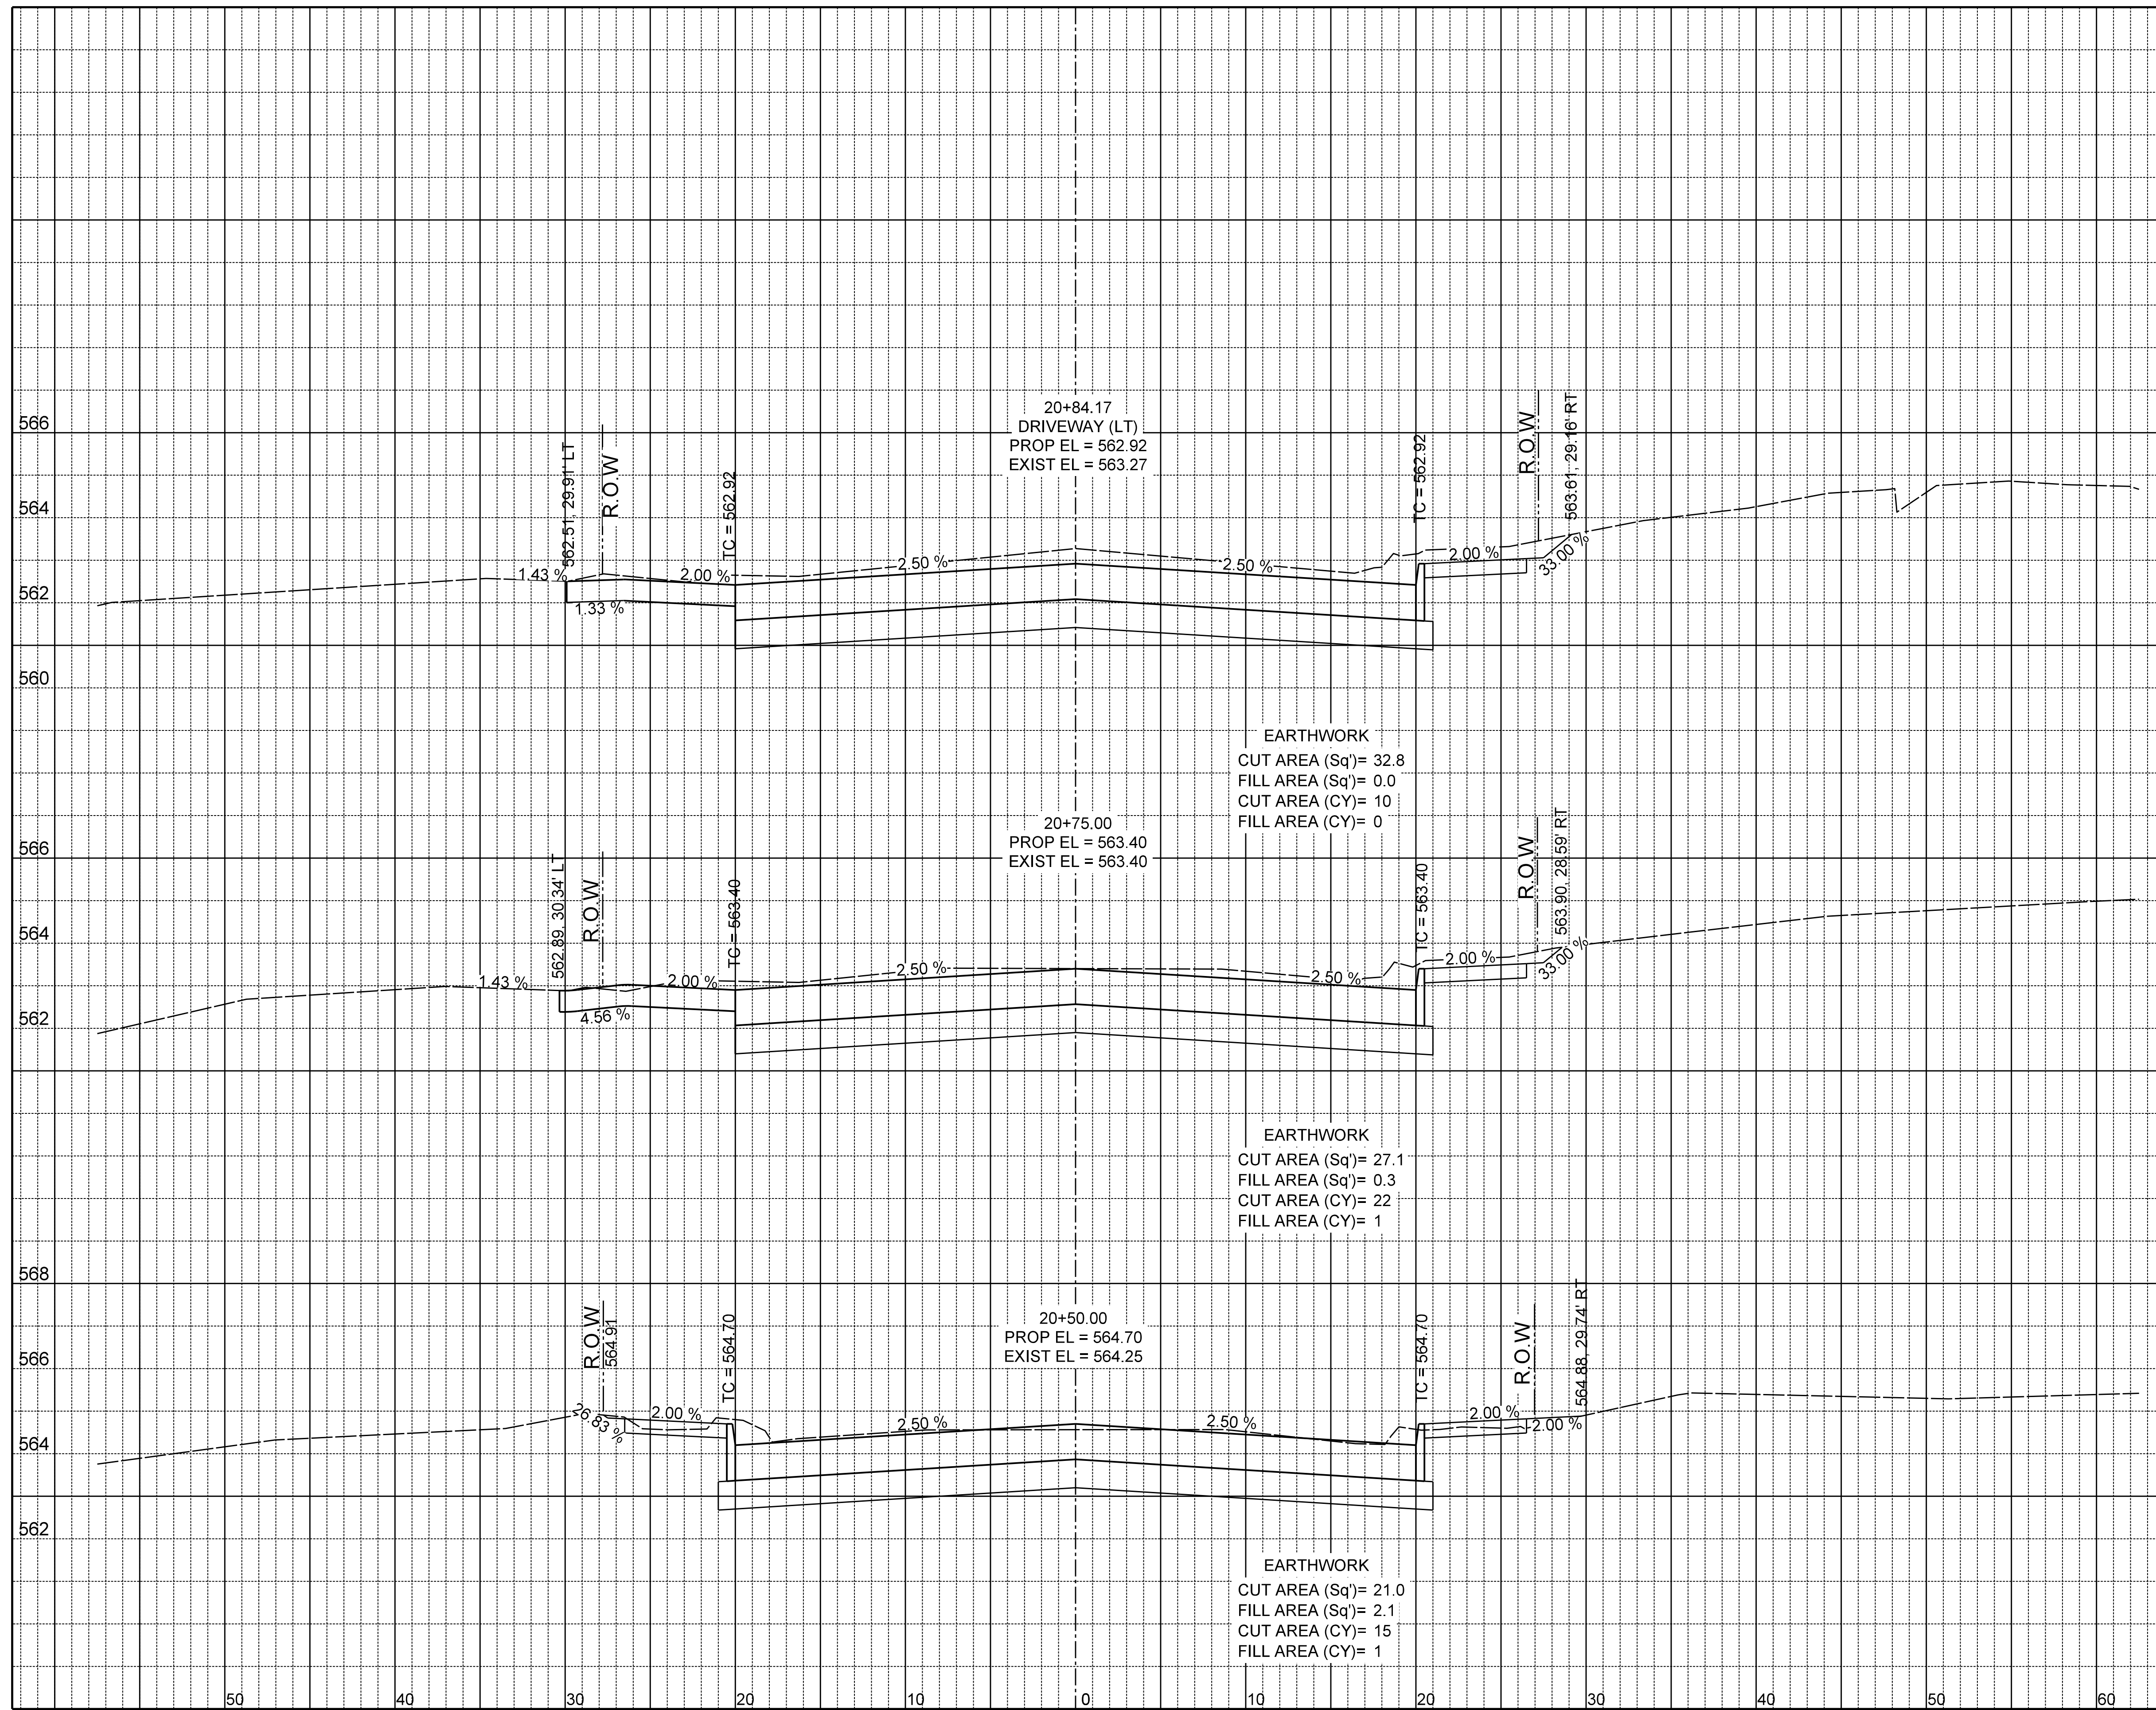 20+84.17
DRIVEWAY (LT)
PROP EL = 562.92
EXIST EL = 563.27
566
564
562
560
562.51, 29.91' LT
R.O.W
TC = 562.92
TC = 562.92
R.O.W
563.61, 29.16' RT
1.43 %
2.00 %
2.50 %
2.50 %
2.00 %
33.00 %
1.33 %
EARTHWORK
CUT AREA (Sq')= 32.8
FILL AREA (Sq')= 0.0
CUT AREA (CY)= 10
FILL AREA (CY)= 0
20+75.00
PROP EL = 563.40
EXIST EL = 563.40
566
564
562
562.89, 30.34' LT
R.O.W
TC = 563.40
TC = 563.40
R.O.W
563.90, 28.59' RT
1.43 %
2.00 %
2.50 %
2.50 %
2.00 %
33.00 %
4.56 %
EARTHWORK
CUT AREA (Sq')= 27.1
FILL AREA (Sq')= 0.3
CUT AREA (CY)= 22
FILL AREA (CY)= 1
20+50.00
PROP EL = 564.70
EXIST EL = 564.25
568
566
564
562
R.O.W
564.91
TC = 564.70
TC = 564.70
R.O.W
564.88, 29.74' RT
26.83 %
2.00 %
2.50 %
2.50 %
2.00 %
-2.00 %
EARTHWORK
CUT AREA (Sq')= 21.0
FILL AREA (Sq')= 2.1
CUT AREA (CY)= 15
FILL AREA (CY)= 1
50 40 30 20 10 0 10 20 30 40 50 60